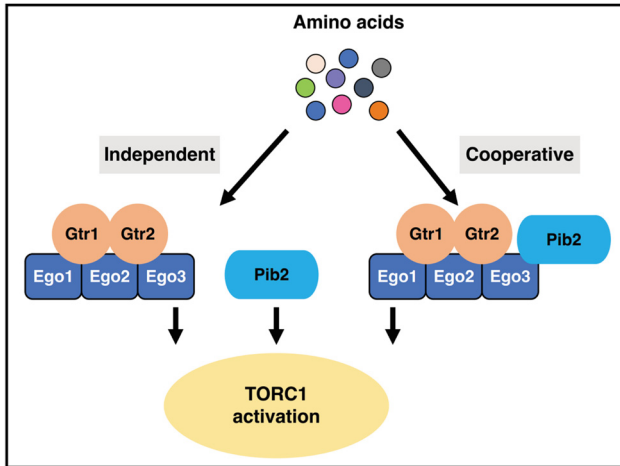 Amino acids
Independent
Cooperative
Gtr1 Gtr2
Ego1 Ego2 Ego3
Pib2
Gtr1 Gtr2 Pib2
Ego1 Ego2 Ego3
TORC1
activation